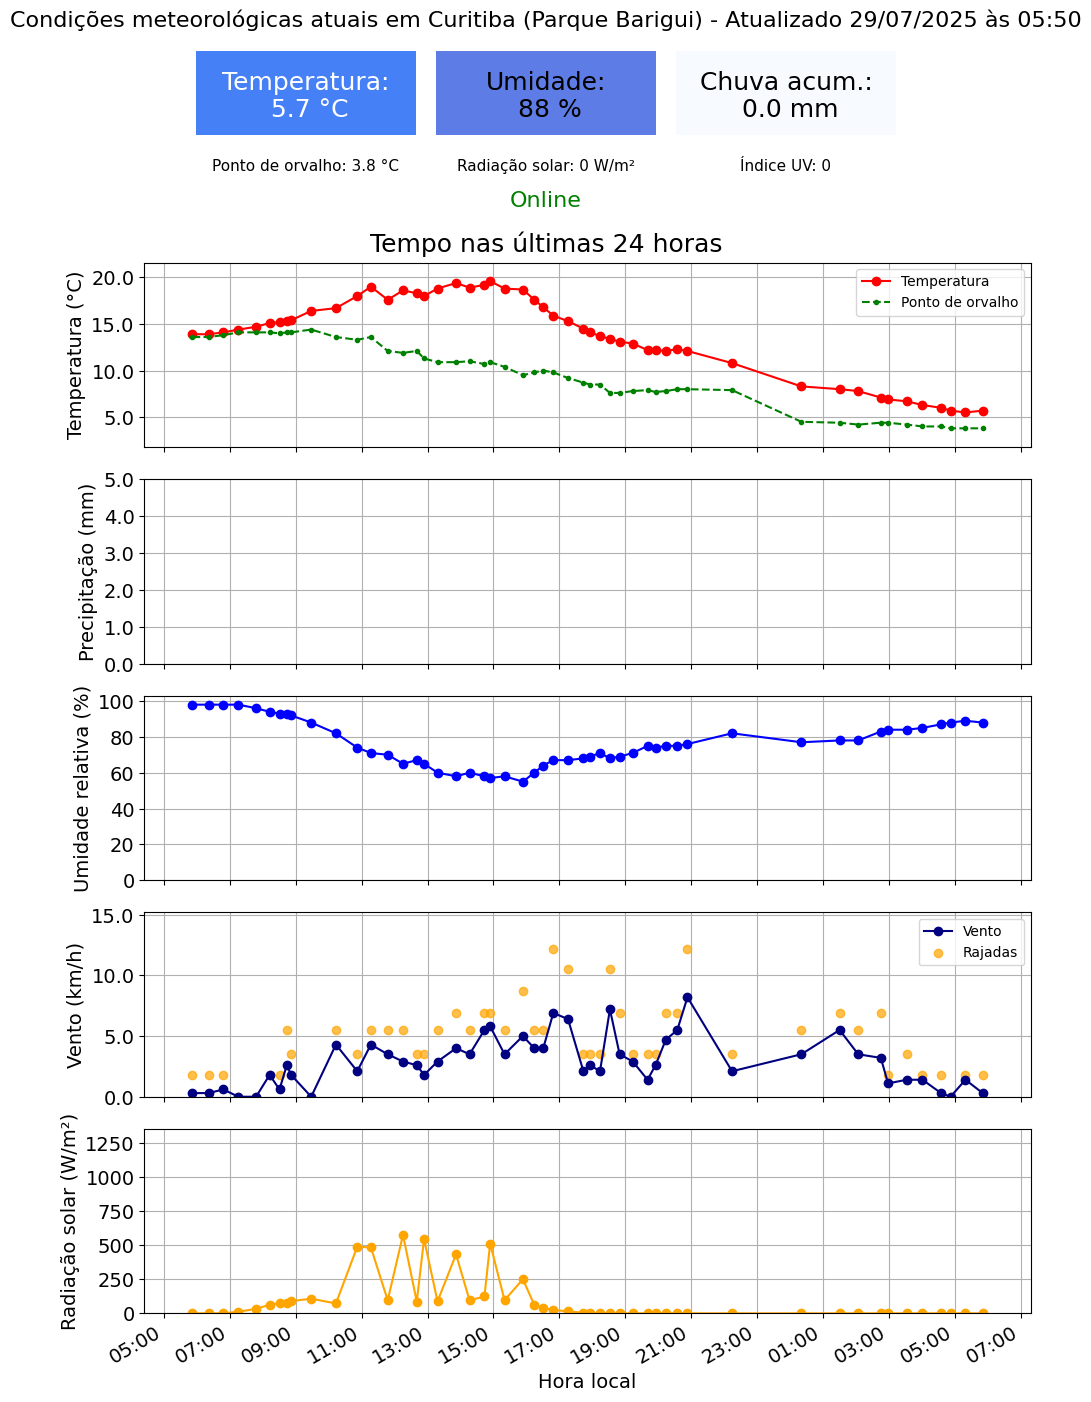 Condições meteorológicas atuais em Curitiba (Parque Barigui) - Atualizado 29/07/2025 às 05:50
Temperatura:
5.7 °C
Umidade:
88 %
Chuva acum.:
0.0 mm
Ponto de orvalho: 3.8 °C
Radiação solar: 0 W/m²
Índice UV: 0
Online
Tempo nas últimas 24 horas
Temperatura (°C)
20.0
15.0
10.0
5.0
Temperatura
Ponto de orvalho
Precipitação (mm)
5.0
4.0
3.0
2.0
1.0
0.0
Umidade relativa (%)
100
80
60
40
20
0
Vento (km/h)
15.0
10.0
5.0
0.0
Vento
Rajadas
Radiação solar (W/m²)
1250
1000
750
500
250
0
05:00
07:00
09:00
11:00
13:00
15:00
17:00
19:00
21:00
23:00
01:00
03:00
05:00
07:00
Hora local